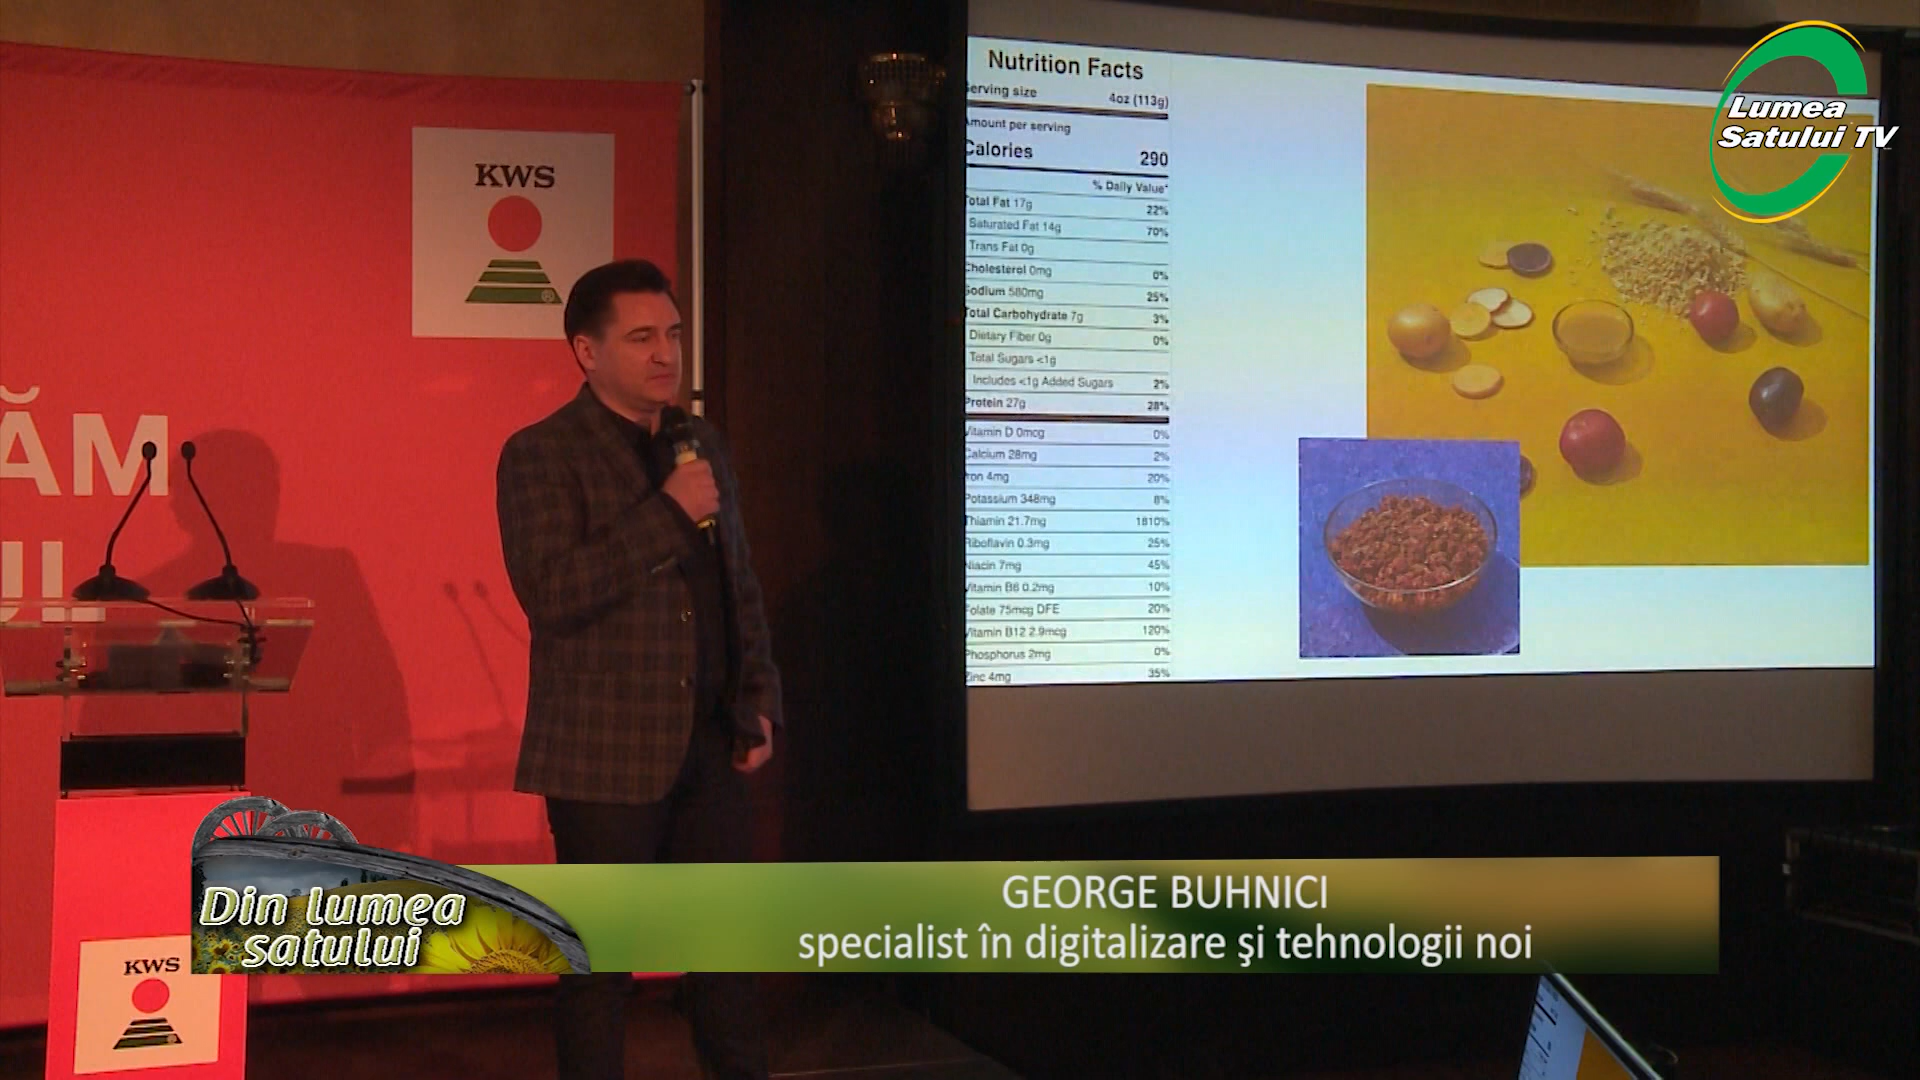 KWS
ĂM
UL
KWS
Nutrition Facts
Serving size 4oz (113g)
Amount per serving
Calories 290
% Daily Value*
Total Fat 17g 22%
Saturated Fat 14g 70%
Trans Fat 0g
Cholesterol 0mg 0%
Sodium 580mg 25%
Total Carbohydrate 7g 3%
Dietary Fiber 0g 0%
Total Sugars <1g
Includes <1g Added Sugars 2%
Protein 27g 28%
Vitamin D 0mcg 0%
Calcium 28mg 2%
Iron 4mg 20%
Potassium 348mg 8%
Thiamin 21.7mg 1810%
Riboflavin 0.3mg 25%
Niacin 7mg 45%
Vitamin B6 0.2mg 10%
Folate 75mcg DFE 20%
Vitamin B12 2.9mcg 120%
Phosphorus 2mg 0%
Zinc 4mg 35%
Lumea
Satului TV
Din lumea
satului
GEORGE BUHNICI
specialist în digitalizare şi tehnologii noi